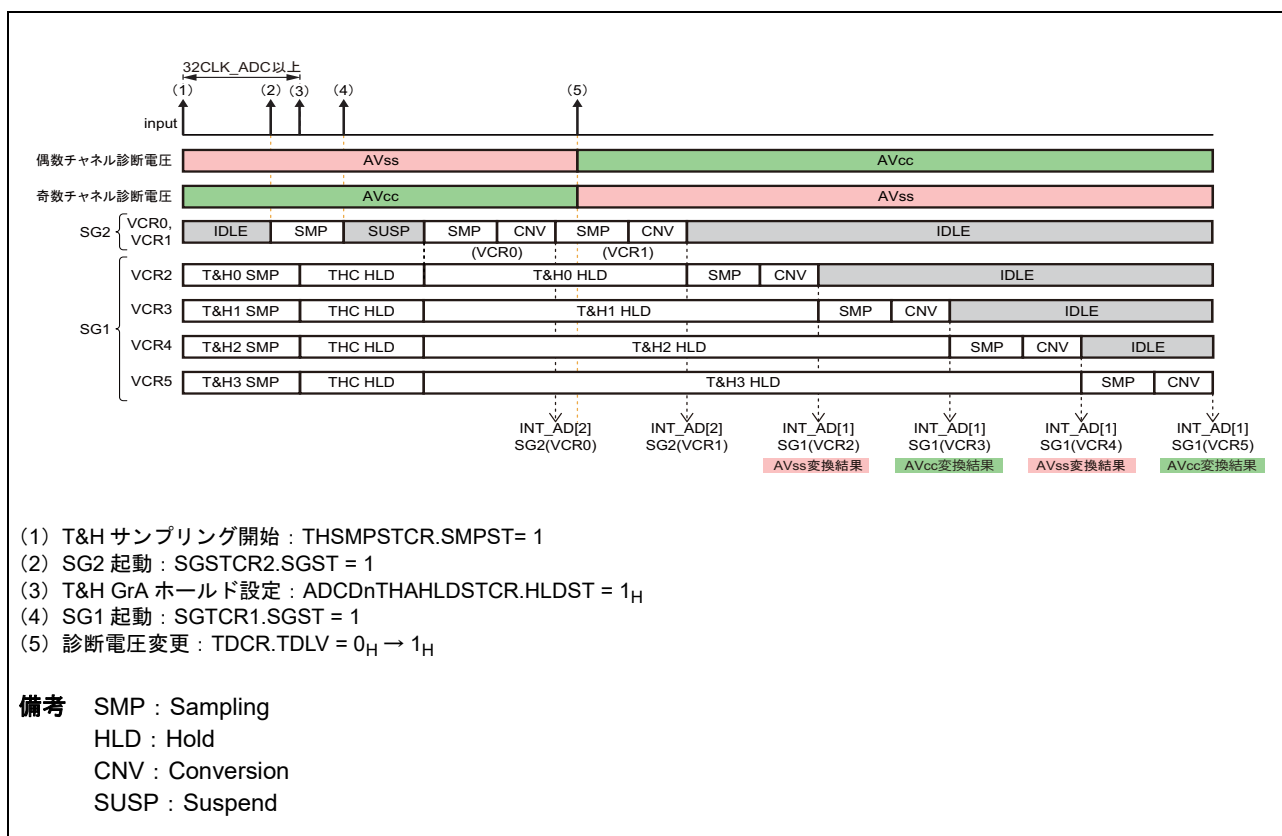 32CLK_ADC以上
(1) (2) (3) (4) (5)
input
偶数チャネル診断電圧 AVss AVcc
奇数チャネル診断電圧 AVcc AVss
SG2 VCR0, VCR1 IDLE SMP SUSP SMP CNV SMP CNV IDLE
(VCR0) (VCR1)
SG1
VCR2 T&H0 SMP THC HLD T&H0 HLD SMP CNV IDLE
VCR3 T&H1 SMP THC HLD T&H1 HLD SMP CNV IDLE
VCR4 T&H2 SMP THC HLD T&H2 HLD SMP CNV IDLE
VCR5 T&H3 SMP THC HLD T&H3 HLD SMP CNV
INT_AD[2] INT_AD[2] INT_AD[1] INT_AD[1] INT_AD[1] INT_AD[1]
SG2(VCR0) SG2(VCR1) SG1(VCR2) SG1(VCR3) SG1(VCR4) SG1(VCR5)
AVss変換結果 AVcc変換結果 AVss変換結果 AVcc変換結果
(1) T&H サンプリング開始：THSMPSTCR.SMPST= 1
(2) SG2 起動：SGSTCR2.SGST = 1
(3) T&H GrA ホールド設定：ADCDnTHAHLDSTCR.HLDST = 1H
(4) SG1 起動：SGTCR1.SGST = 1
(5) 診断電圧変更：TDCR.TDLV = 0H → 1H
備考 SMP：Sampling
HLD：Hold
CNV：Conversion
SUSP：Suspend